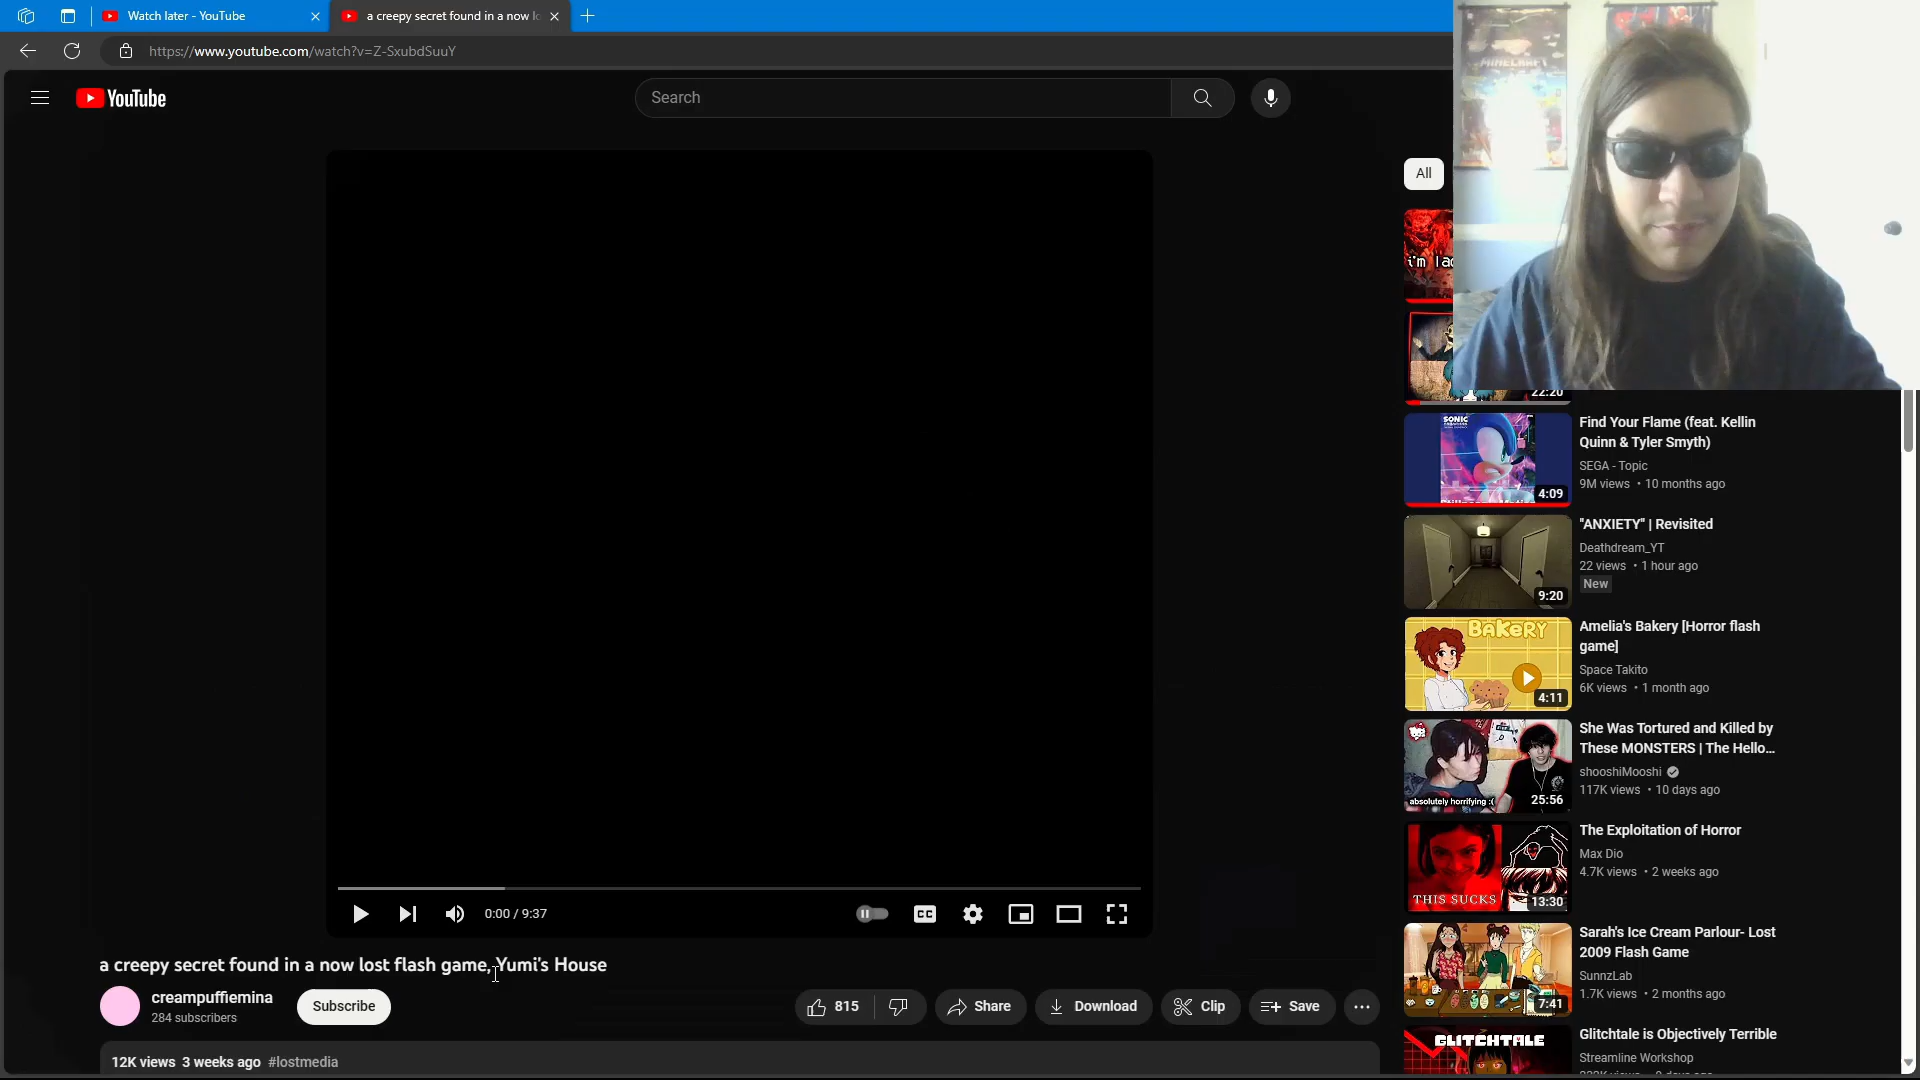 Watch later - YouTube
a creepy secret found in a now lo
https://www.youtube.com/watch?v=Z-SxubdSuuY
YouTube
Search
MINECRAFT
All
i'm
22:20
SONIC
4:09
Find Your Flame (feat. Kellin
Quinn & Tyler Smyth)
SEGA - Topic
9M views • 10 months ago
9:20
"ANXIETY" | Revisited
Deathdream_YT
22 views • 1 hour ago
New
BAKERY
4:11
Amelia's Bakery [Horror flash
game]
Space Takito
6K views • 1 month ago
absolutely horrifying :(
25:56
She Was Tortured and Killed by
These MONSTERS | The Hello...
shooshiMooshi
117K views • 10 days ago
THIS SUCKS
13:30
The Exploitation of Horror
Max Dio
4.7K views • 2 weeks ago
7:41
Sarah's Ice Cream Parlour- Lost
2009 Flash Game
SunnzLab
1.7K views • 2 months ago
GLITCHTALE
Glitchtale is Objectively Terrible
Streamline Workshop
0:00 / 9:37
CC
a creepy secret found in a now lost flash game, Yumi's House
creampuffiemina
284 subscribers
Subscribe
815
Share
Download
Clip
Save
12K views 3 weeks ago #lostmedia